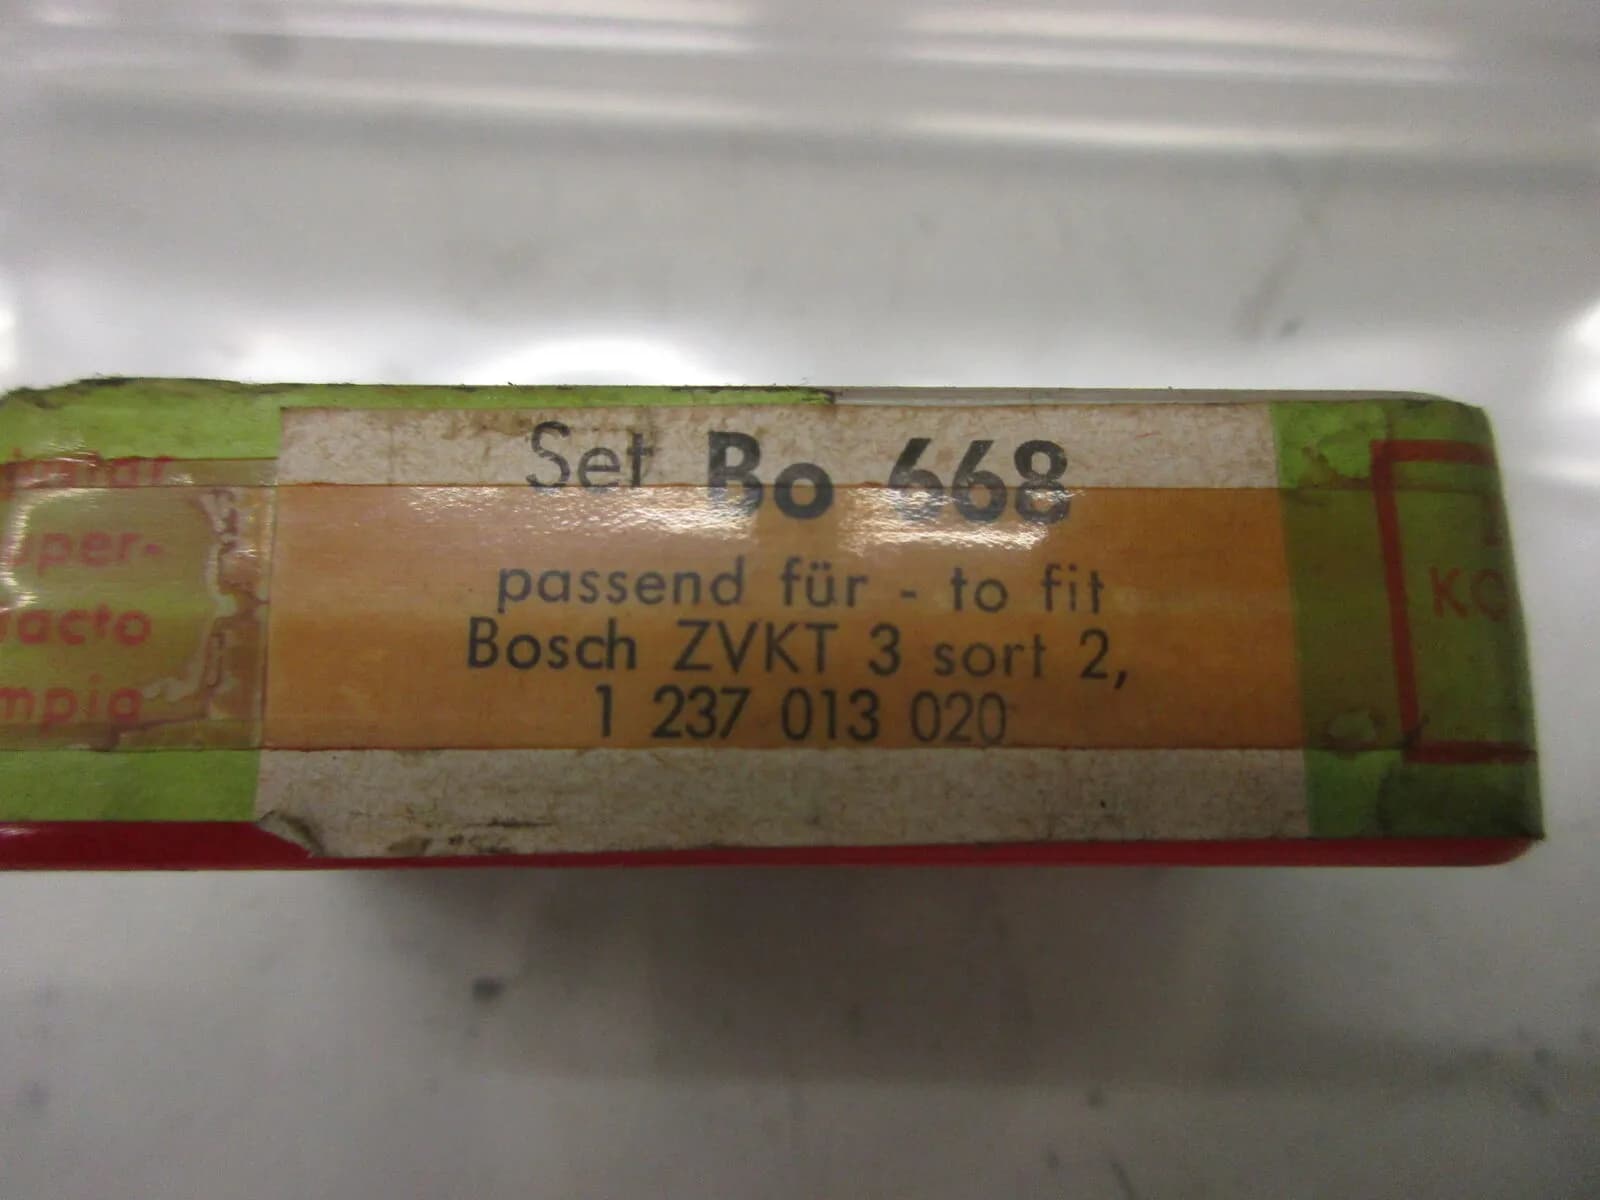 Set Bo 668
passend für - to fit
Bosch ZVKT 3 sort 2,
1 237 013 020